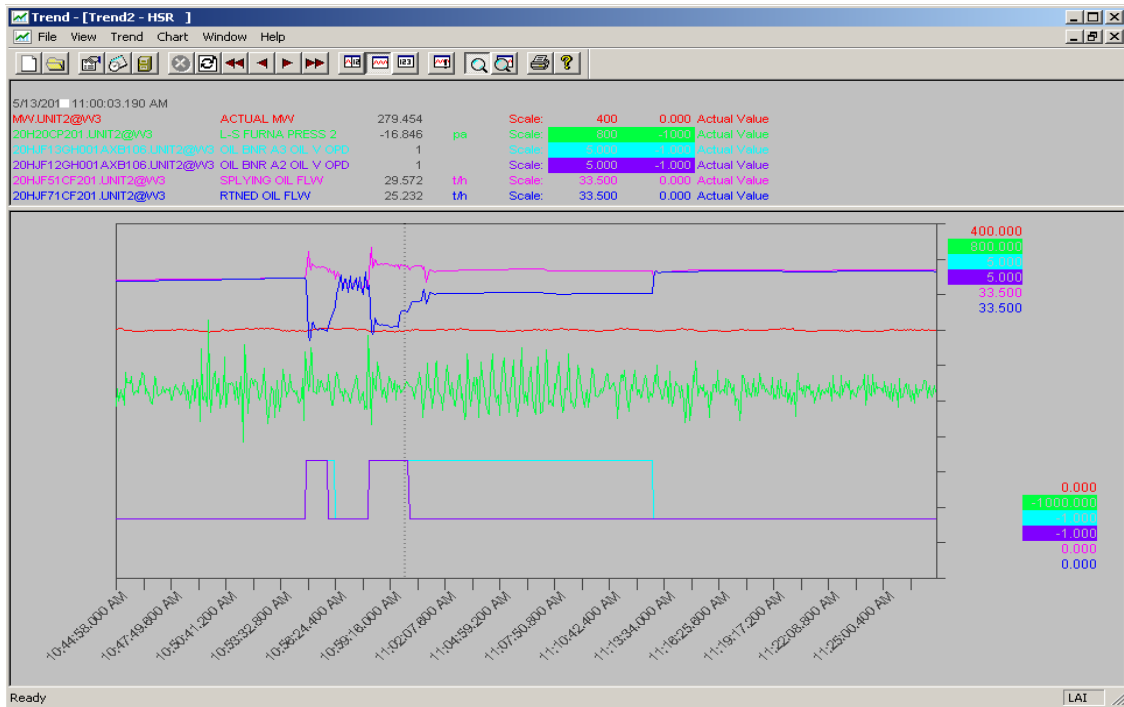 Trend - [Trend2 - HSR ]
File View Trend Chart Window Help
5/13/201 11:00:03.190 AM
MW.UNIT2@W3 ACTUAL MW 279.454 Scale: 400 0.000 Actual Value
20H20CP201.UNIT2@W3 L-S FURNA PRESS 2 -16.846 pa Scale: 800 -1000 Actual Value
20HJF13GH001AXB106.UNIT2@W3 OIL BNR A3 OIL V OPD 1 Scale: 5.000 -1.000 Actual Value
20HJF12GH001AXB106.UNIT2@W3 OIL BNR A2 OIL V OPD 1 Scale: 5.000 -1.000 Actual Value
20HJF51CF201.UNIT2@W3 SPLYING OIL FLW 29.572 t/h Scale: 33.500 0.000 Actual Value
20HJF71CF201.UNIT2@W3 RTNED OIL FLW 25.232 t/h Scale: 33.500 0.000 Actual Value
400.000
800.000
5.000
5.000
33.500
33.500
0.000
-1000.000
-1.000
-1.000
0.000
0.000
10:44:58.000 AM
10:47:49.600 AM
10:50:41.200 AM
10:53:32.800 AM
10:56:24.400 AM
10:59:16.000 AM
11:02:07.600 AM
11:04:59.200 AM
11:07:50.800 AM
11:10:42.400 AM
11:13:34.000 AM
11:16:25.600 AM
11:19:17.200 AM
11:22:08.800 AM
11:25:00.400 AM
Ready LAI